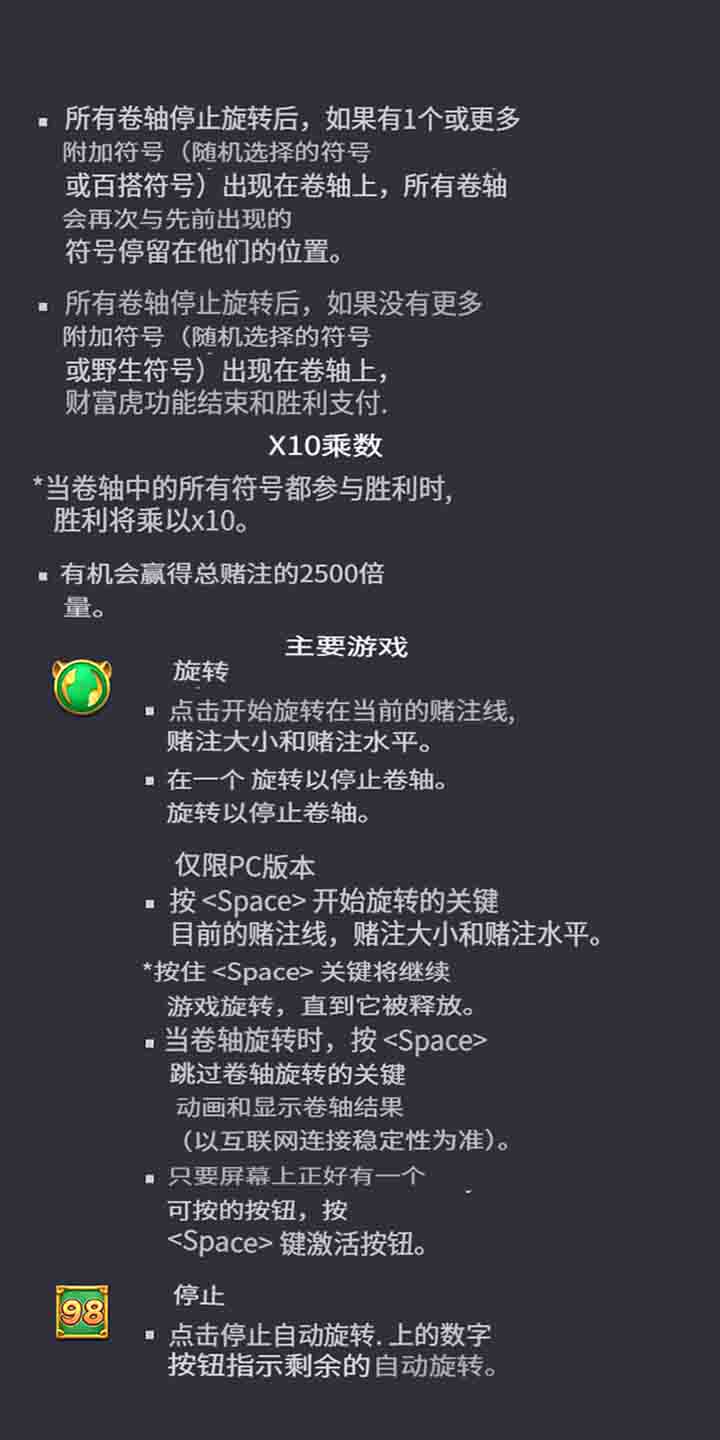 ▪ 所有卷轴停止旋转后，如果有1个或更多
附加符号（随机选择的符号
或百搭符号）出现在卷轴上，所有卷轴
会再次与先前出现的
符号停留在他们的位置。
▪ 所有卷轴停止旋转后，如果没有更多
附加符号（随机选择的符号
或野生符号）出现在卷轴上，
财富虎功能结束和胜利支付.
X10乘数
*当卷轴中的所有符号都参与胜利时,
胜利将乘以x10。
▪ 有机会赢得总赌注的2500倍
量。
主要游戏
旋转
▪ 点击开始旋转在当前的赌注线,
赌注大小和赌注水平。
▪ 在一个 旋转以停止卷轴。
旋转以停止卷轴。
仅限PC版本
▪ 按 <Space> 开始旋转的关键
目前的赌注线，赌注大小和赌注水平。
*按住 <Space> 关键将继续
游戏旋转，直到它被释放。
▪ 当卷轴旋转时，按 <Space>
跳过卷轴旋转的关键
动画和显示卷轴结果
（以互联网连接稳定性为准）。
▪ 只要屏幕上正好有一个
可按的按钮，按
<Space> 键激活按钮。
98
停止
▪ 点击停止自动旋转. 上的数字
按钮指示剩余的自动旋转。